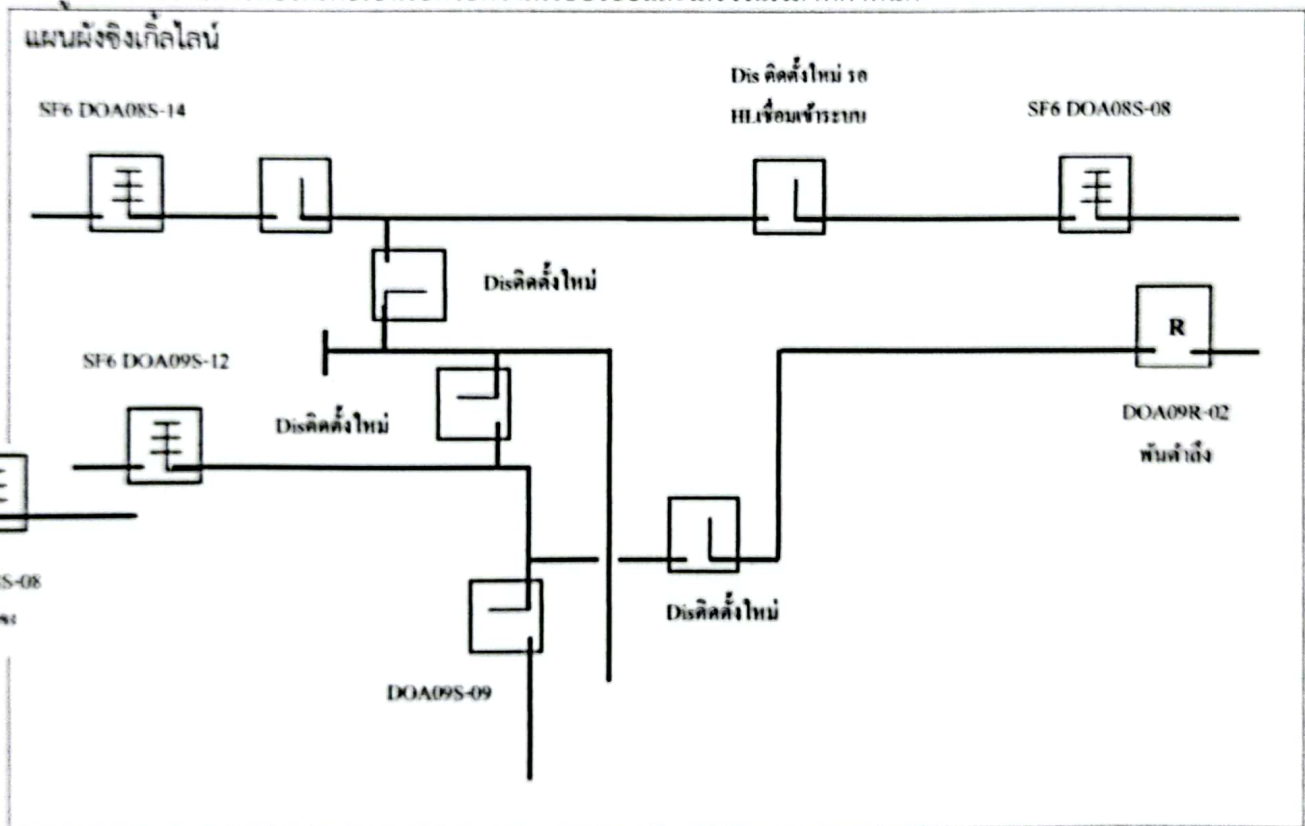 แผนผังซิงเกิ้ลไลน์
SF6 DOA08S-14
Dis ติดตั้งใหม่ รอ
HLเชื่อมเข้าระบบ
SF6 DOA08S-08
Disติดตั้งใหม่
R
SF6 DOA09S-12
Disติดตั้งใหม่
DOA09R-02
พันตำลึง
S-08
Disติดตั้งใหม่
DOA09S-09